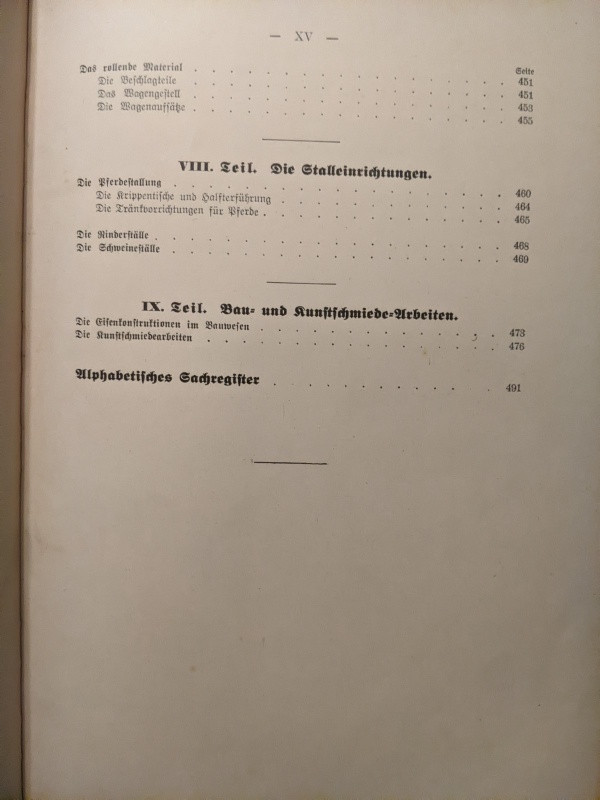 — XV —
Seite
Das rollende Material . . . . . . . . . . . . . 451
Die Beschlagteile . . . . . . . . . . . . . 451
Das Wagengestell . . . . . . . . . . . . . 453
Die Wagenaufsätze . . . . . . . . . . . . . 455
VIII. Teil. Die Stalleinrichtungen.
Die Pferdestallung . . . . . . . . . . . . . 460
Die Krippentische und Halfterführung . . . . . . . . . 464
Die Tränkvorrichtungen für Pferde . . . . . . . . . . 465
Die Rinderställe . . . . . . . . . . . . . 468
Die Schweineställe . . . . . . . . . . . . . 469
IX. Teil. Bau- und Kunstschmiede-Arbeiten.
Die Eisenkonstruktionen im Bauwesen . . . . . . . . . . 473
Die Kunstschmiedearbeiten . . . . . . . . . . . . 476
Alphabetisches Sachregister . . . . . . . . . . 491